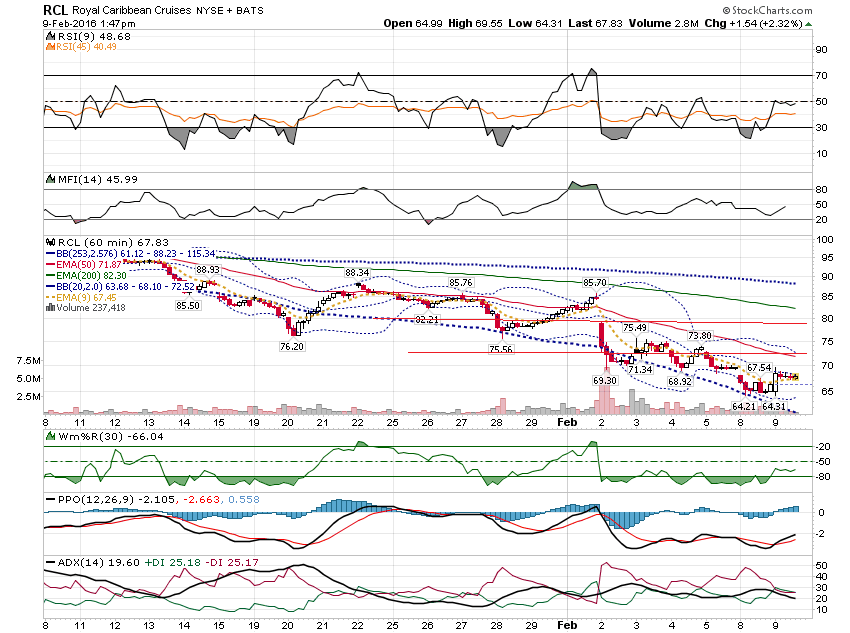 RCL Royal Caribbean Cruises NYSE + BATS
© StockCharts.com
9-Feb-2016 1:47pm
Open 64.99 High 69.55 Low 64.31 Last 67.83 Volume 2.8M Chg +1.54 (+2.32%)
RSI(9) 48.68
RSI(45) 40.49
90
70
50
30
10
MFI(14) 45.99
80
50
20
RCL (60 min) 67.83
BB(253,2.576) 61.12 - 88.23 - 115.34
EMA(50) 71.87
EMA(200) 82.30
BB(20,2.0) 63.68 - 68.10 - 72.52
EMA(9) 67.45
Volume 237,418
100
95
90
85
80
75
70
65
7.5M
5.0M
2.5M
88.93
85.50
76.20
88.34
82.21
85.76
75.56
85.70
69.30
75.49
71.34
68.92
73.80
67.54
64.21
64.31
8 11 12 13 14 15 19 20 21 22 25 26 27 28 29 Feb 2 3 4 5 8 9
Wm%R(30) -66.04
-20
-50
-80
PPO(12,26,9) -2.105, -2.663, 0.558
0
-2
ADX(14) 19.60 +DI 25.18 -DI 25.17
50
40
30
20
10
8 11 12 13 14 15 19 20 21 22 25 26 27 28 29 Feb 2 3 4 5 8 9